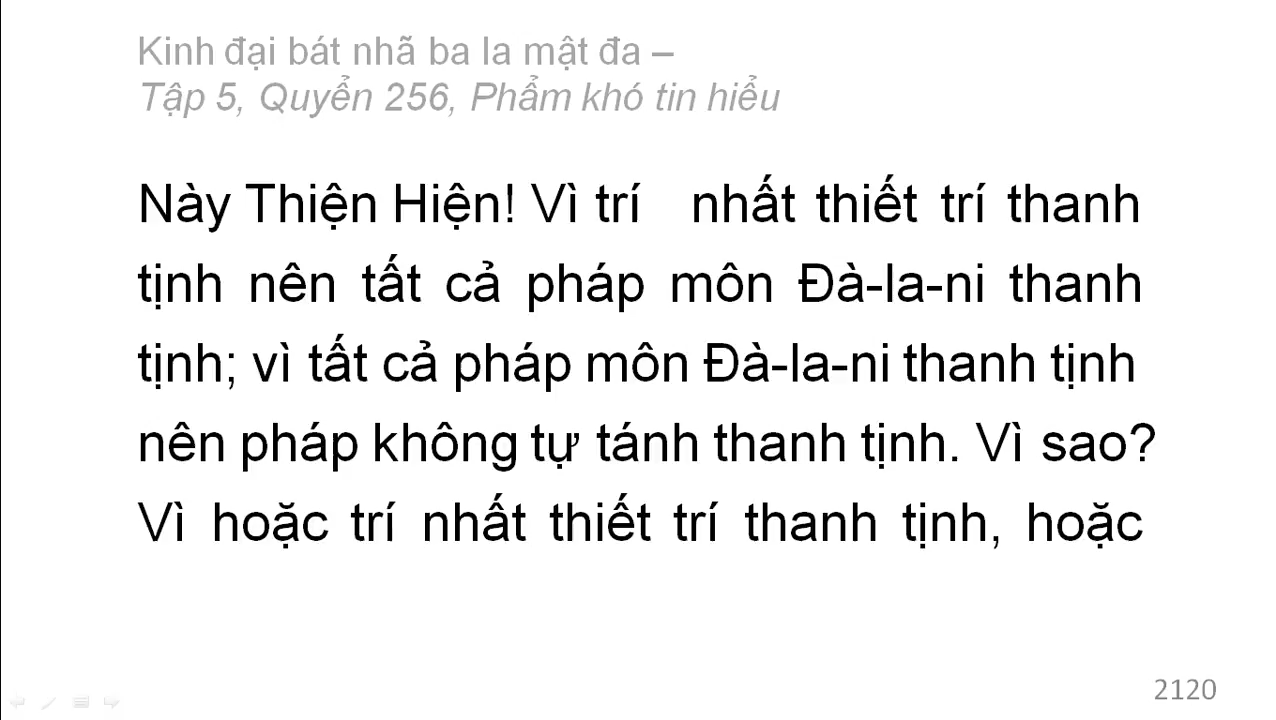 Kinh đại bát nhã ba la mật đa –
Tập 5, Quyển 256, Phẩm khó tin hiểu
Này Thiện Hiện! Vì trí nhất thiết trí thanh
tịnh nên tất cả pháp môn Đà-la-ni thanh
tịnh; vì tất cả pháp môn Đà-la-ni thanh tịnh
nên pháp không tự tánh thanh tịnh. Vì sao?
Vì hoặc trí nhất thiết trí thanh tịnh, hoặc
2120